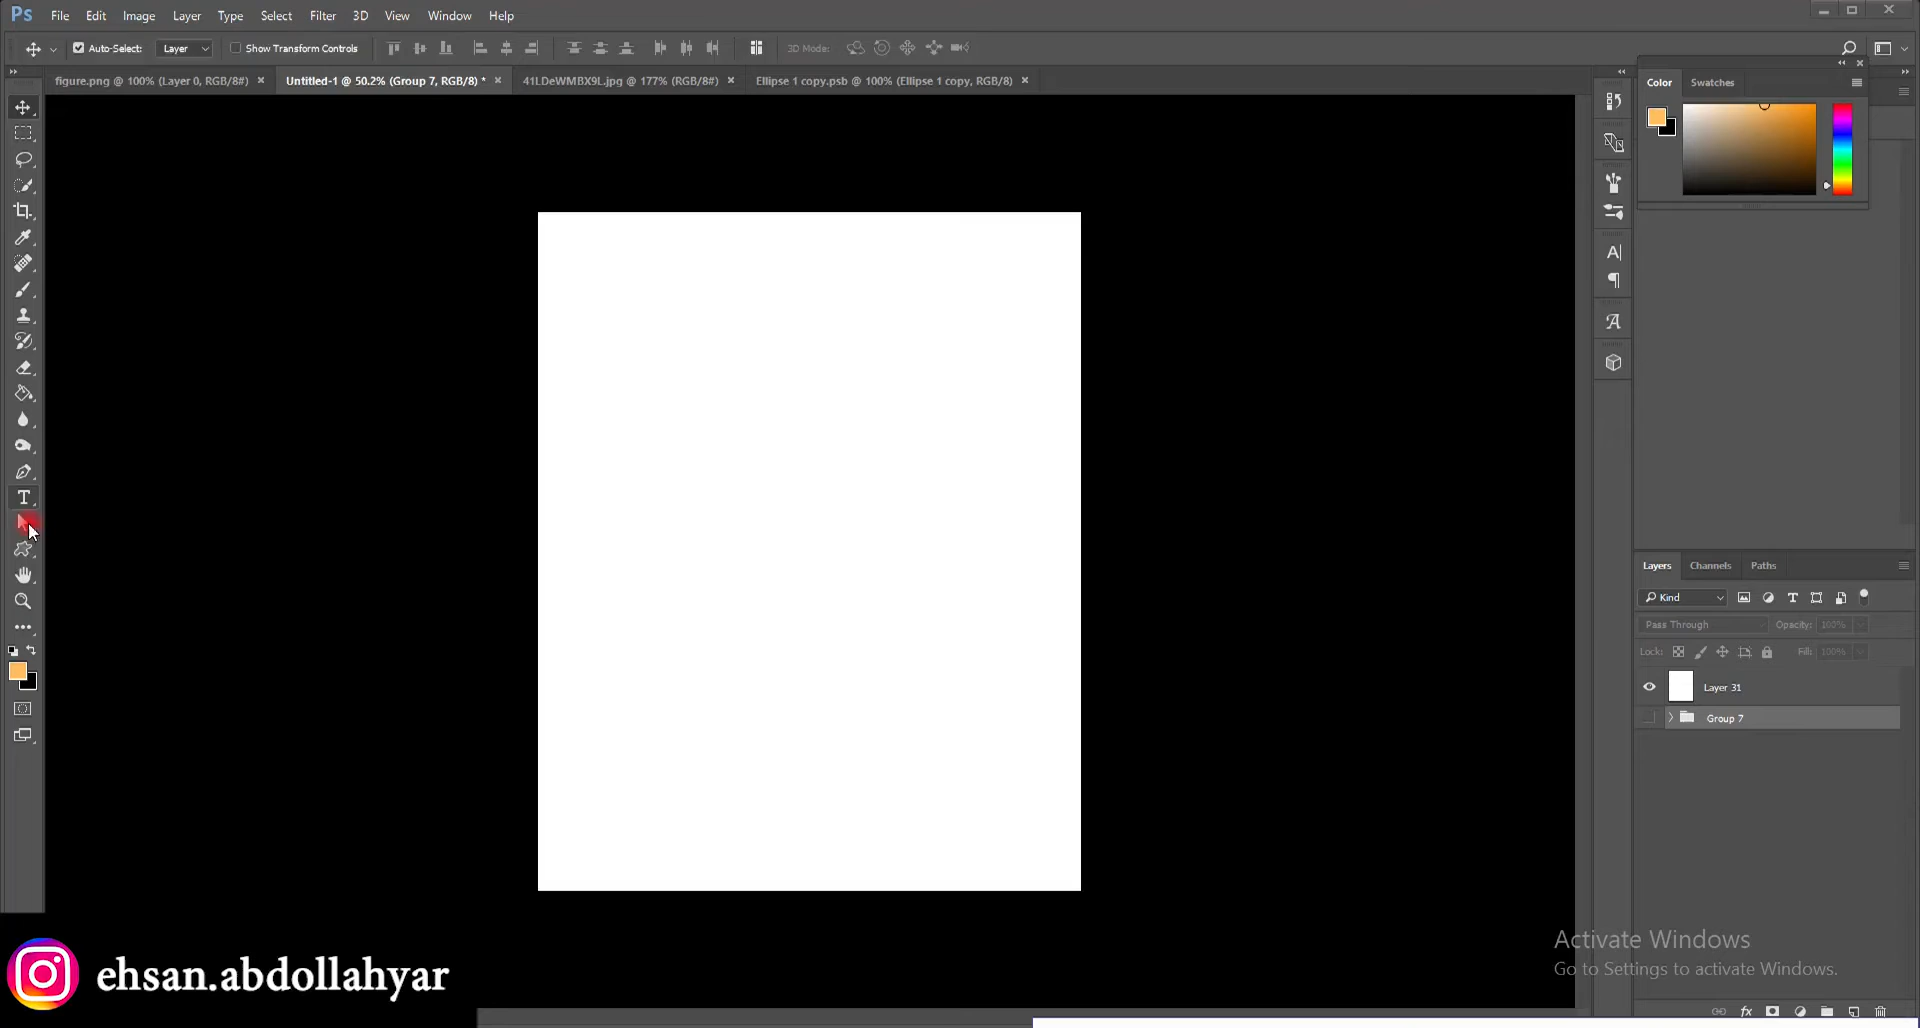 Ps File Edit Image Layer Type Select Filter 3D View Window Help
Auto-Select: Layer Show Transform Controls 3D Mode:
figure.png @ 100% (Layer 0, RGB/8#) × Untitled-1 @ 50.2% (Group 7, RGB/8) * × 41LDeWMBX9L.jpg @ 177% (RGB/8#) × Ellipse 1 copy.psb @ 100% (Ellipse 1 copy, RGB/8) ×
Color Swatches
Layers Channels Paths
Kind
Pass Through Opacity: 100%
Lock: Fill: 100%
Layer 31
Group 7
Activate Windows
Go to Settings to activate Windows.
ehsan.abdollahyar
fx